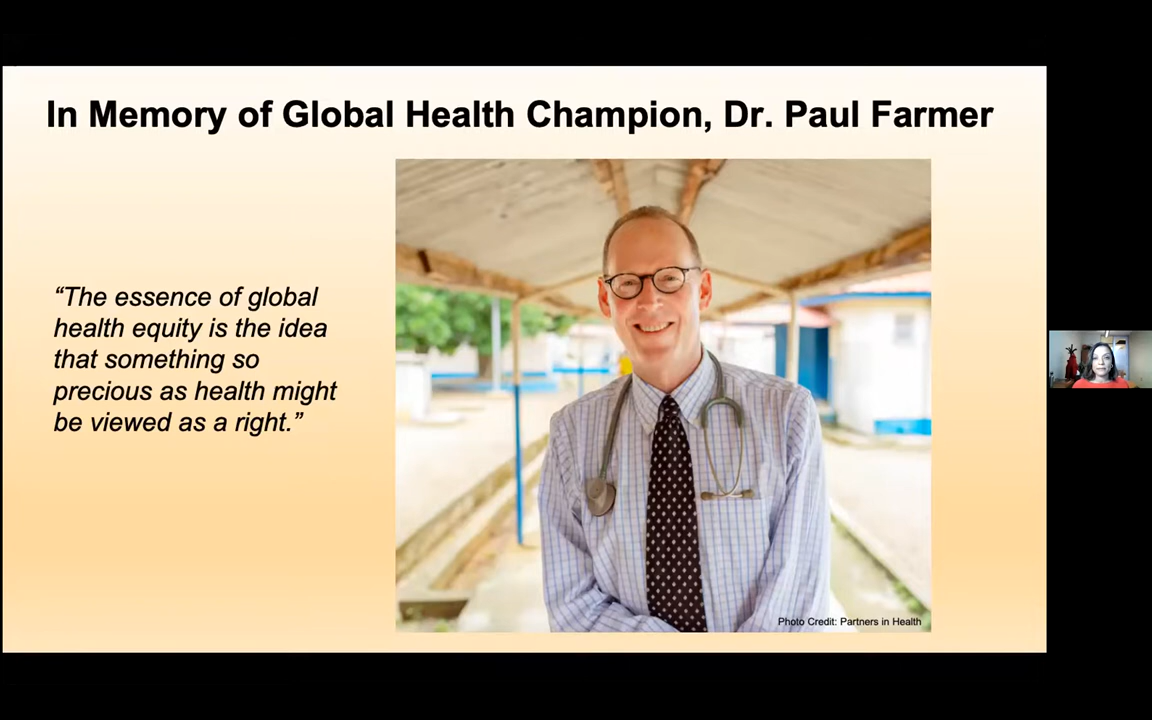 In Memory of Global Health Champion, Dr. Paul Farmer
“The essence of global
health equity is the idea
that something so
precious as health might
be viewed as a right.”
Photo Credit: Partners in Health